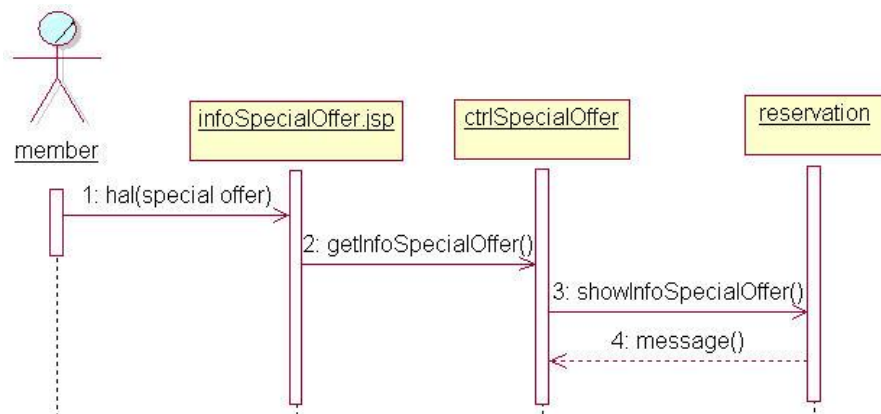 member
infoSpecialOffer.jsp
ctrlSpecialOffer
reservation
1: hal(special offer)
2: getInfoSpecialOffer()
3: showInfoSpecialOffer()
4: message()